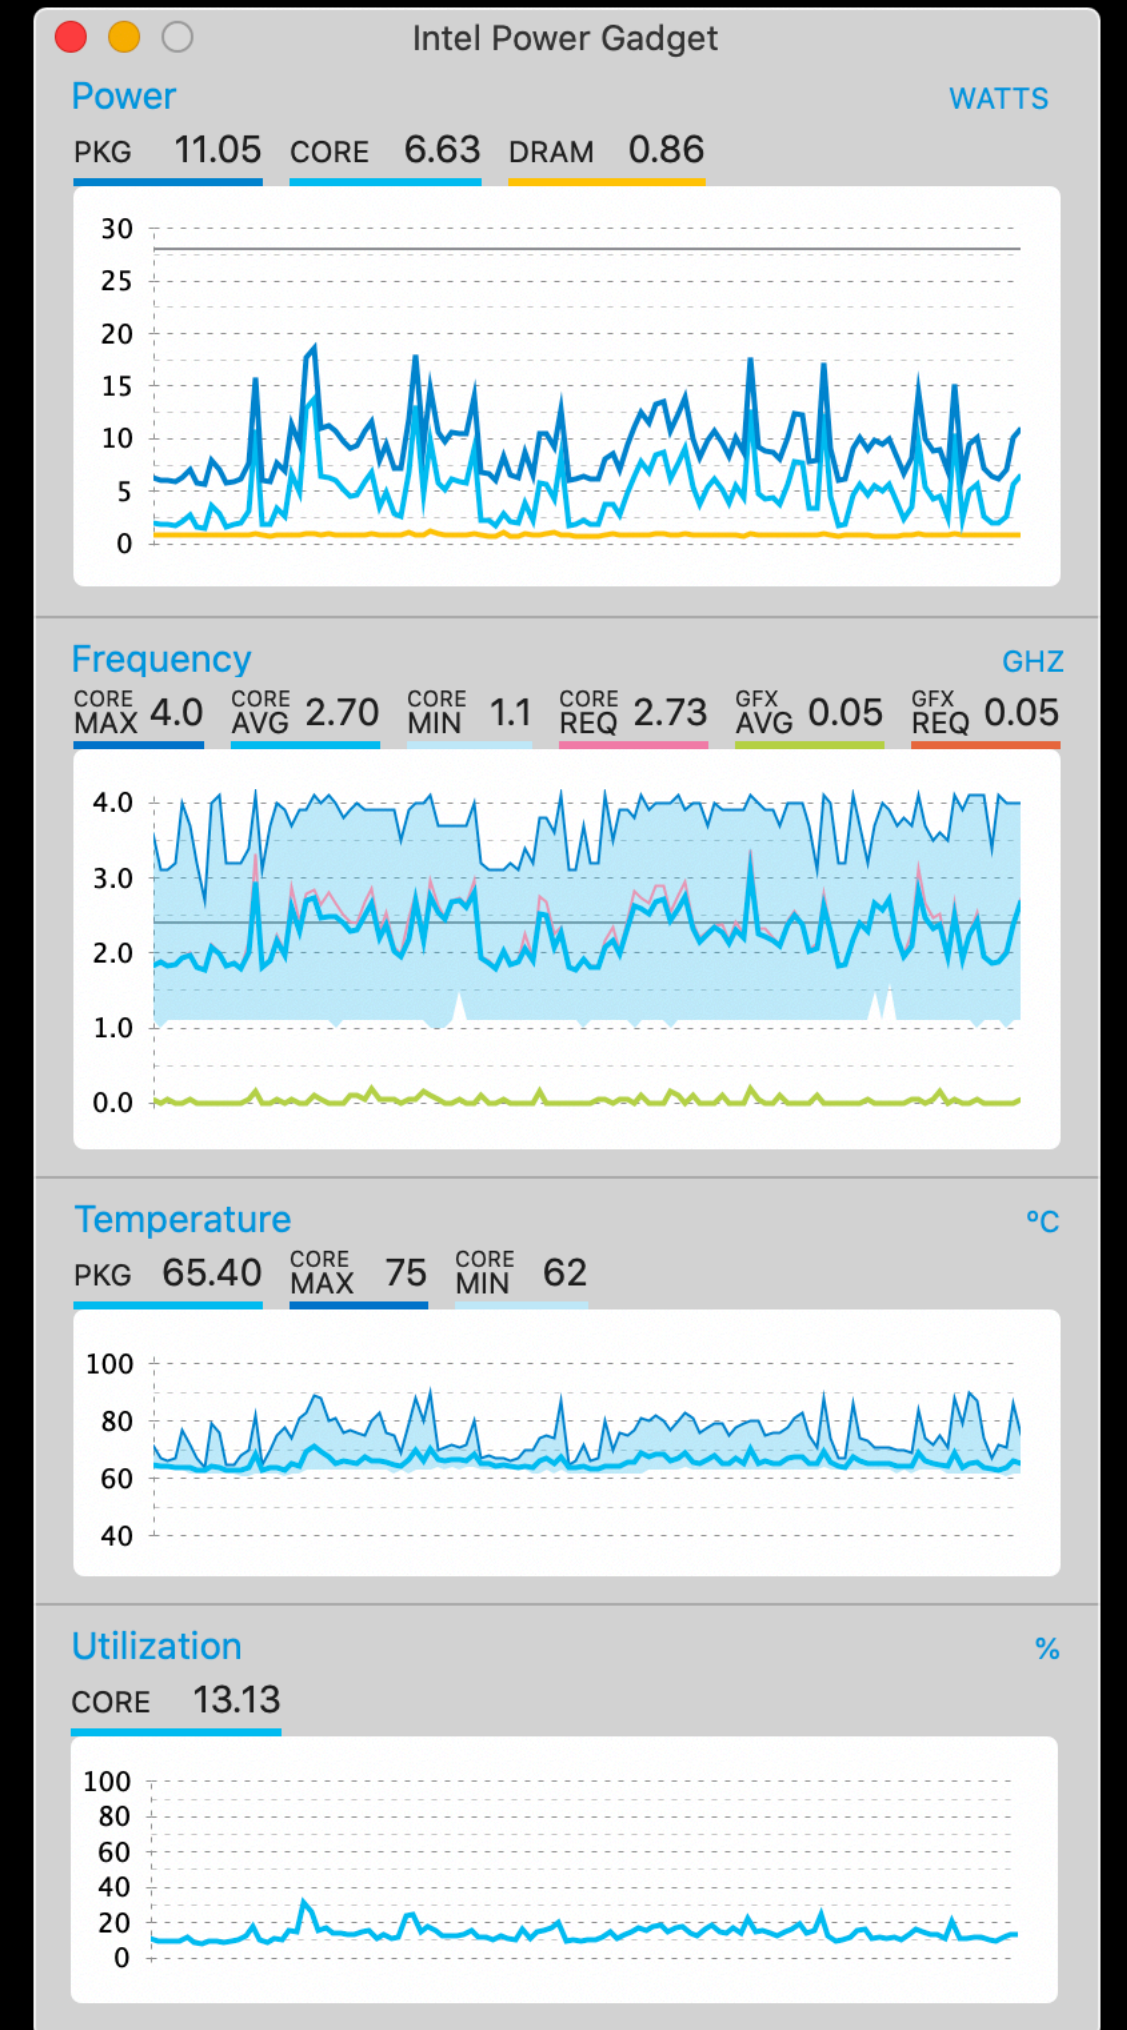 Intel Power Gadget
Power WATTS
PKG 11.05 CORE 6.63 DRAM 0.86
30
25
20
15
10
5
0
Frequency GHZ
CORE MAX 4.0 CORE AVG 2.70 CORE MIN 1.1 CORE REQ 2.73 GFX AVG 0.05 GFX REQ 0.05
4.0
3.0
2.0
1.0
0.0
Temperature ºC
PKG 65.40 CORE MAX 75 CORE MIN 62
100
80
60
40
Utilization %
CORE 13.13
100
80
60
40
20
0